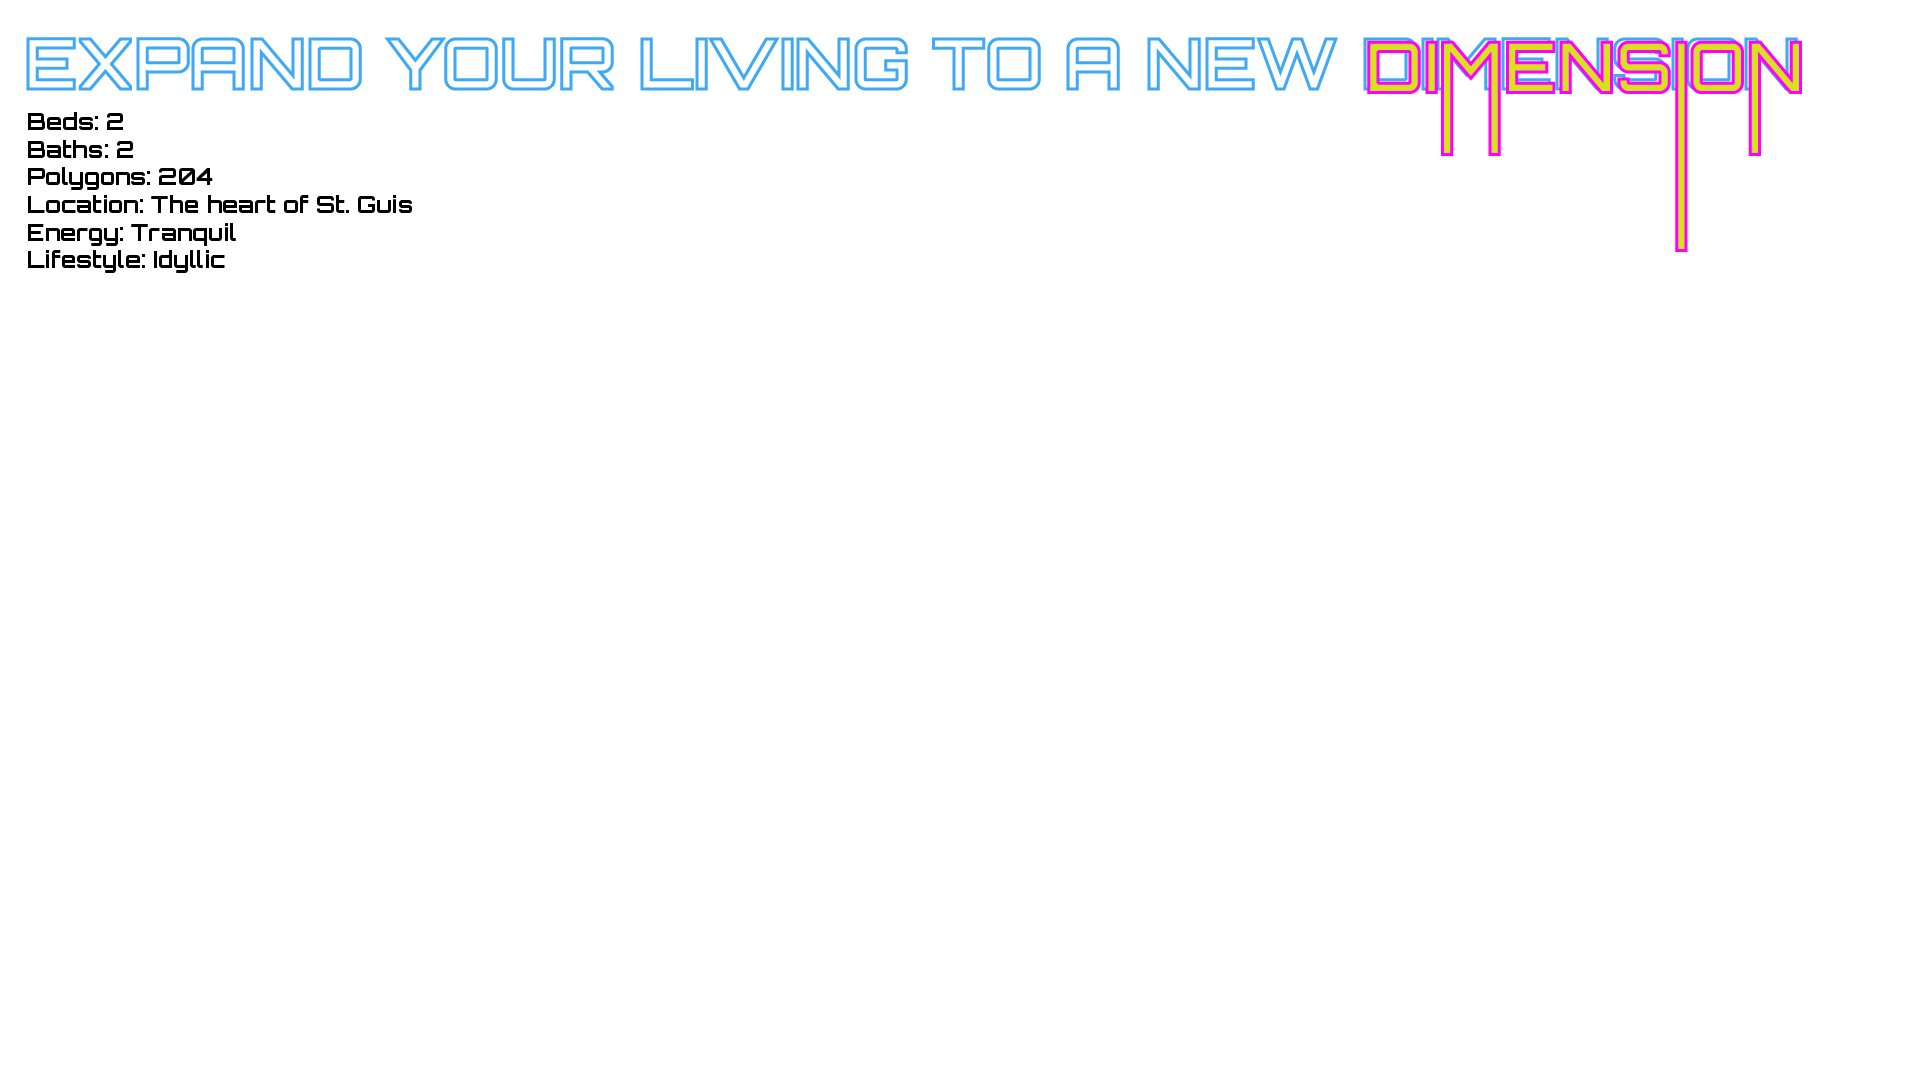 EXPAND YOUR LIVING TO A NEW DIMENSION
Beds: 2
Baths: 2
Polygons: 204
Location: The heart of St. Guis
Energy: Tranquil
Lifestyle: Idyllic